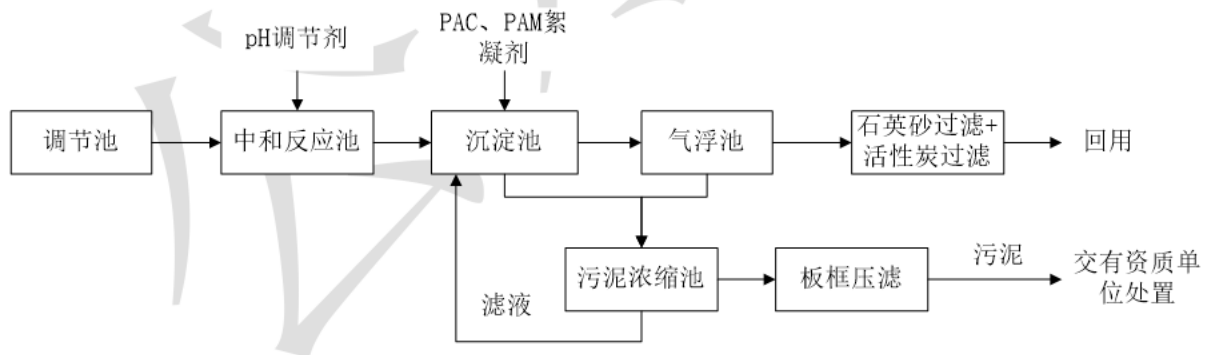 PAC、PAM絮
凝剂
pH调节剂
调节池
中和反应池
沉淀池
气浮池
石英砂过滤+
活性炭过滤
回用
污泥浓缩池
板框压滤
污泥
交有资质单
位处置
滤液